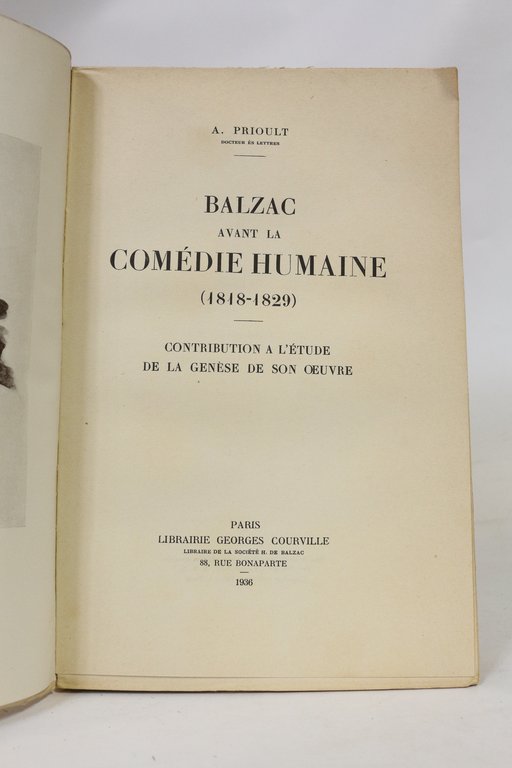 A. PRIOULT
DOCTEUR ÈS LETTRES
BALZAC
AVANT LA
COMÉDIE HUMAINE
(1818-1829)
CONTRIBUTION A L'ÉTUDE
DE LA GENÈSE DE SON ŒUVRE
PARIS
LIBRAIRIE GEORGES COURVILLE
LIBRAIRE DE LA SOCIÉTÉ H. DE BALZAC
88, RUE BONAPARTE
1936